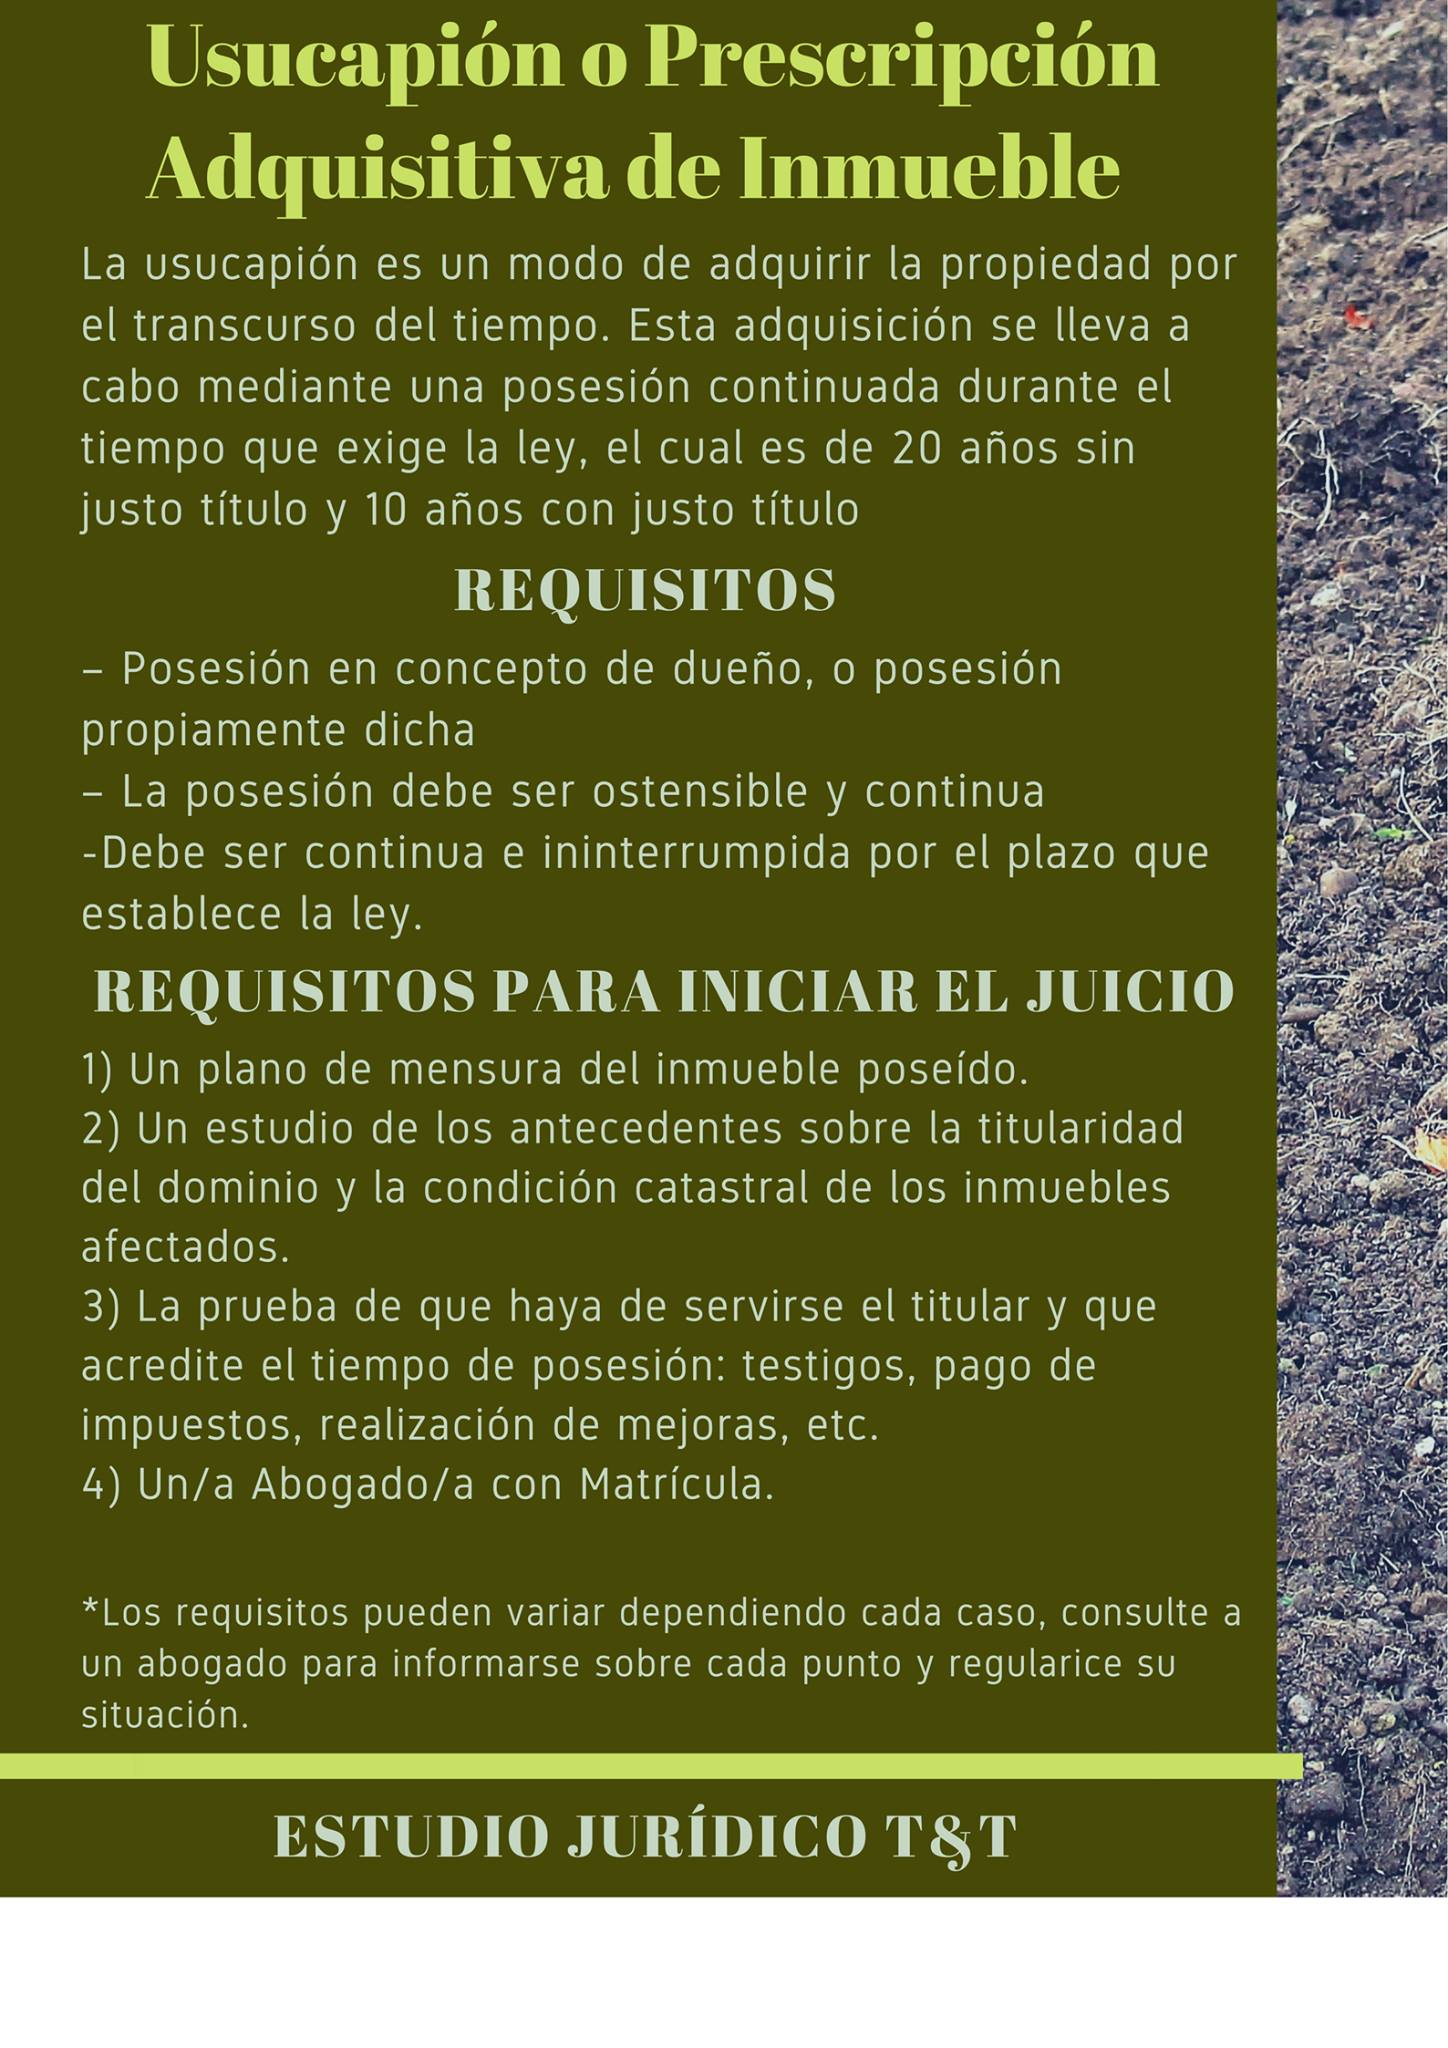 Usucapión o Prescripción
Adquisitiva de Inmueble
La usucapión es un modo de adquirir la propiedad por
el transcurso del tiempo. Esta adquisición se lleva a
cabo mediante una posesión continuada durante el
tiempo que exige la ley, el cual es de 20 años sin
justo título y 10 años con justo título
REQUISITOS
– Posesión en concepto de dueño, o posesión
propiamente dicha
– La posesión debe ser ostensible y continua
-Debe ser continua e ininterrumpida por el plazo que
establece la ley.
REQUISITOS PARA INICIAR EL JUICIO
1) Un plano de mensura del inmueble poseído.
2) Un estudio de los antecedentes sobre la titularidad
del dominio y la condición catastral de los inmuebles
afectados.
3) La prueba de que haya de servirse el titular y que
acredite el tiempo de posesión: testigos, pago de
impuestos, realización de mejoras, etc.
4) Un/a Abogado/a con Matrícula.
*Los requisitos pueden variar dependiendo cada caso, consulte a
un abogado para informarse sobre cada punto y regularice su
situación.
ESTUDIO JURÍDICO T&T